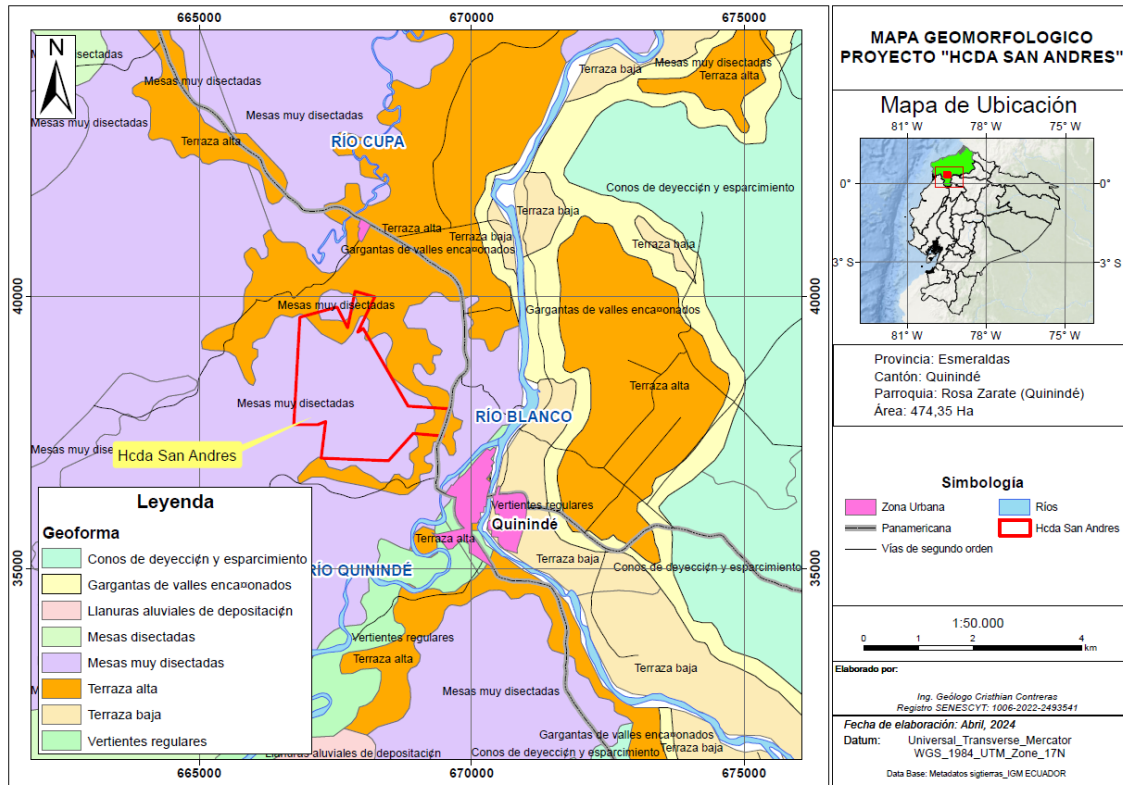 665000
670000
675000
N
Mesas muy disectadas
Mesas muy disectadas
Mesas muy disectadas
Mesas muy disectadas
Terraza alta
RÍO CUPA
Terraza baja
Mesas muy disectadas
Terraza alta
Conos de deyecci¢n y esparcimiento
Terraza baja
Terraza alta
Terraza baja
Terraza baja
Gargantas de valles enca¤onados
40000
Mesas muy disectadas
Gargantas de valles enca¤onados
40000
Terraza alta
Mesas muy disectadas
RÍO BLANCO
Mesas muy disectadas
Hcda San Andres
Vertientes regulares
Quinindé
Terraza alta
Terraza baja
35000
RÍO QUININDÉ
Conos de deyecci¢n y esparcimiento
35000
Vertientes regulares
Terraza alta
Terraza baja
Mesas muy disectadas
Gargantas de valles enca¤onados
Llanuras aluviales de depositaci¢n
Conos de deyecci¢n y esparcimiento
Terraza baja
665000
670000
675000
Leyenda
Geoforma
Conos de deyecci¢n y esparcimiento
Gargantas de valles enca¤onados
Llanuras aluviales de depositaci¢n
Mesas disectadas
Mesas muy disectadas
Terraza alta
Terraza baja
Vertientes regulares
MAPA GEOMORFOLOGICO
PROYECTO "HCDA SAN ANDRES"
Mapa de Ubicación
81° W 78° W 75° W
0° 0°
3° S 3° S
81° W 78° W 75° W
Provincia: Esmeraldas
Cantón: Quinindé
Parroquia: Rosa Zarate (Quinindé)
Área: 474,35 Ha
Simbología
Zona Urbana
Ríos
Panamericana
Hcda San Andres
Vías de segundo orden
1:50.000
0 1 2 4
km
Elaborado por:
Ing. Geólogo Cristhian Contreras
Registro SENESCYT: 1006-2022-2493541
Fecha de elaboración: Abril, 2024
Datum: Universal_Transverse_Mercator
WGS_1984_UTM_Zone_17N
Data Base: Metadatos sigtierras_IGM ECUADOR